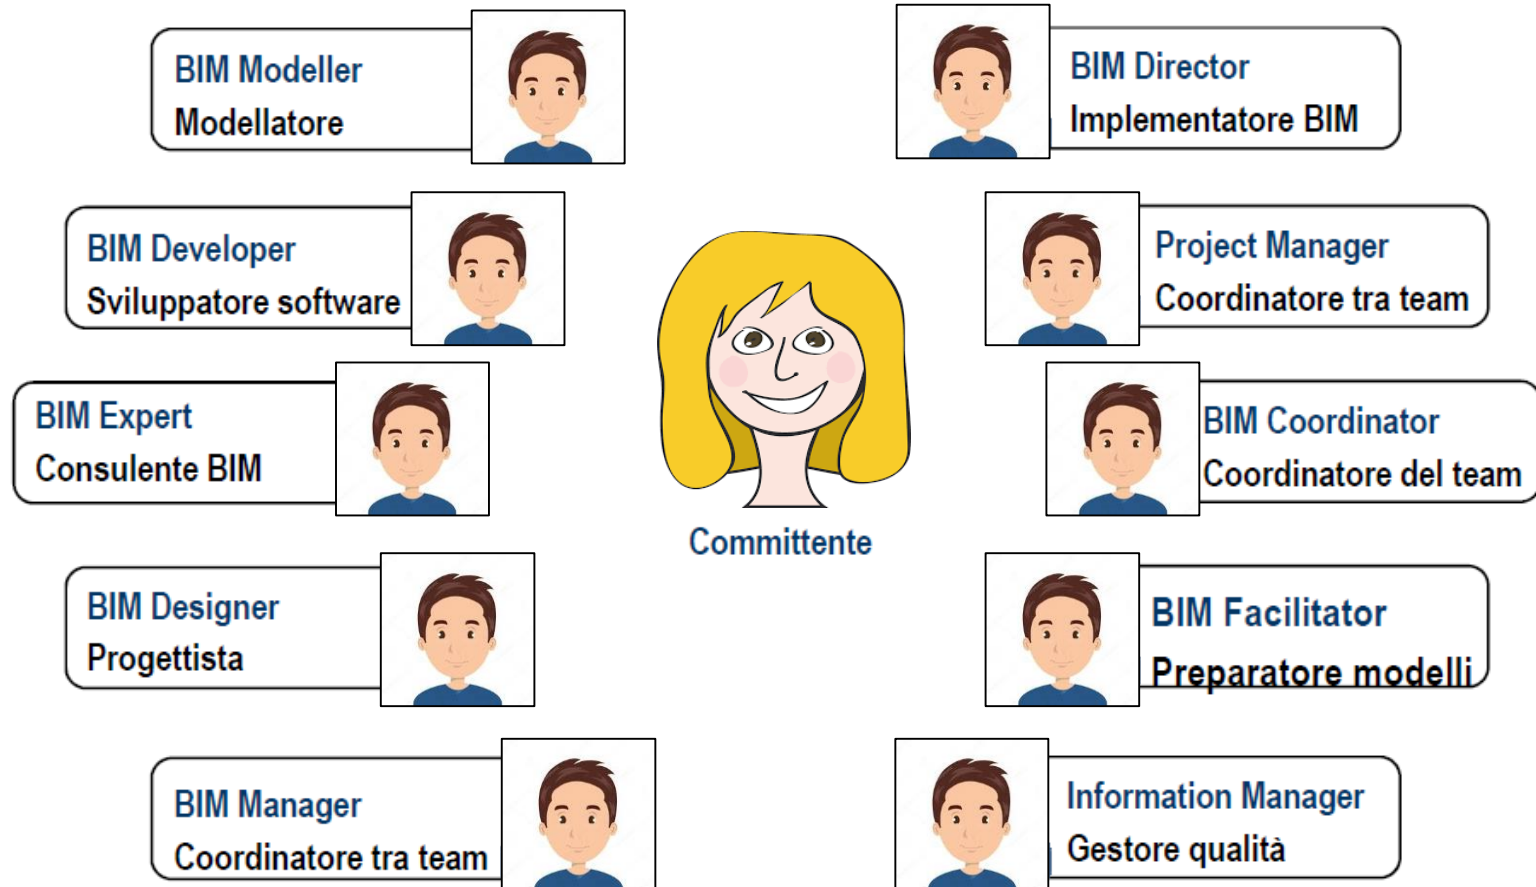 BIM Modeller
Modellatore
BIM Director
Implementatore BIM
BIM Developer
Sviluppatore software
Project Manager
Coordinatore tra team
BIM Expert
Consulente BIM
BIM Coordinator
Coordinatore del team
Committente
BIM Designer
Progettista
BIM Facilitator
Preparatore modelli
BIM Manager
Coordinatore tra team
Information Manager
Gestore qualità